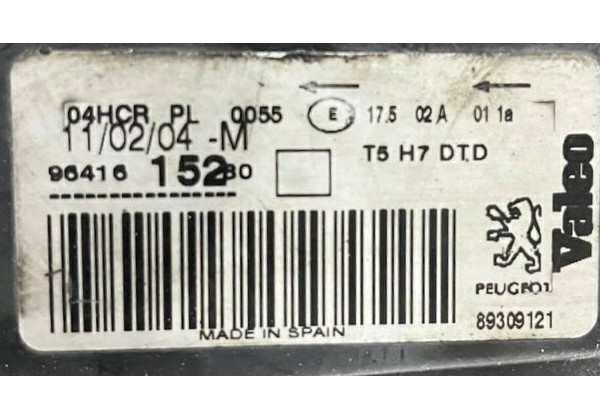 04HCR PL 0055 E 17.5 02 A 01 1a
11/02/04 -M
96416 152 80
T5 H7 DTD
Valeo
PEUGEOT
MADE IN SPAIN
89309121